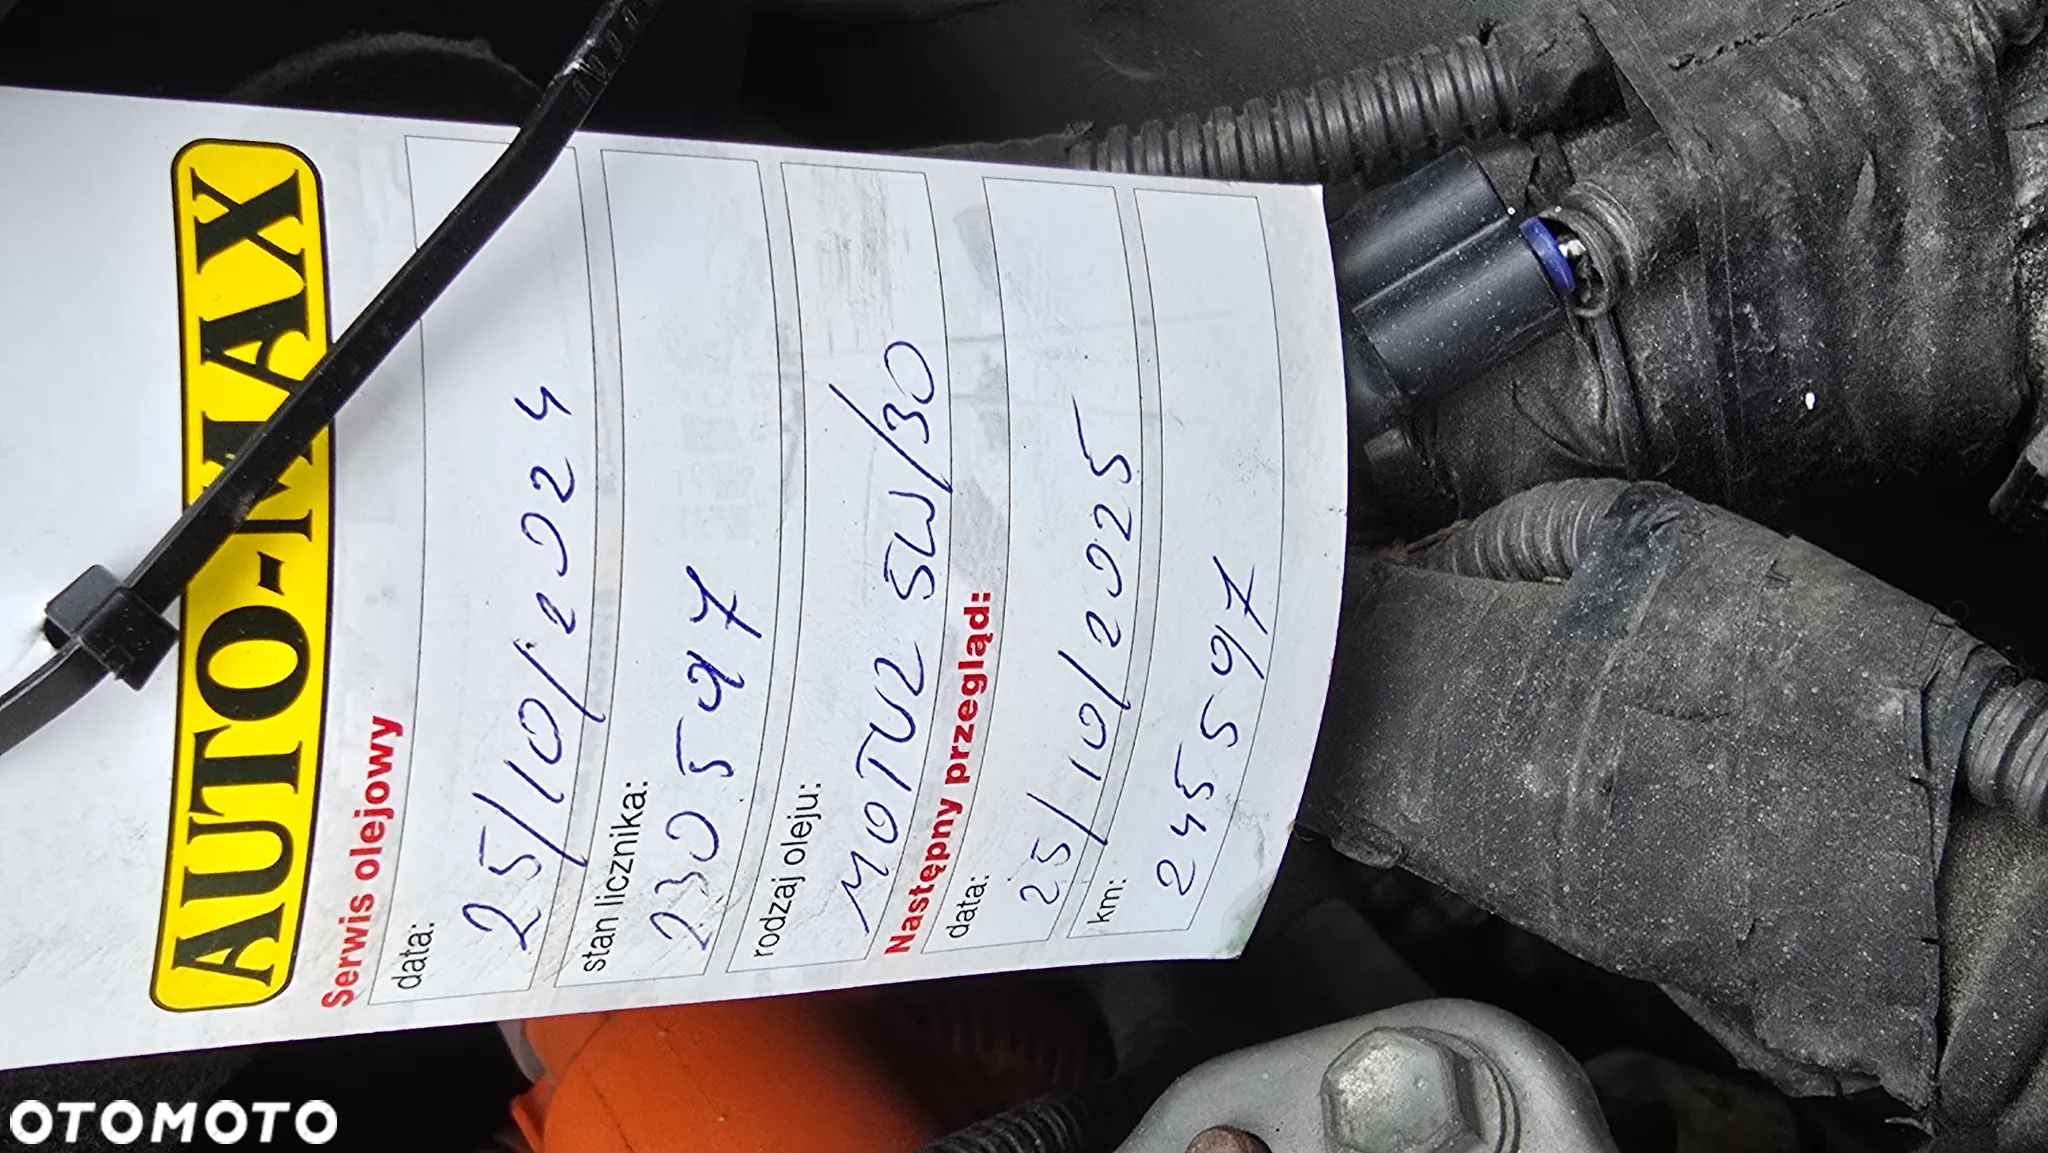 AUTO-MAX
Serwis olejowy
data:
25/10/2024
stan licznika:
230597
rodzaj oleju:
MOTUL 5W/30
Następny przegląd:
data:
25/10/2025
km:
245597
OTOMOTO